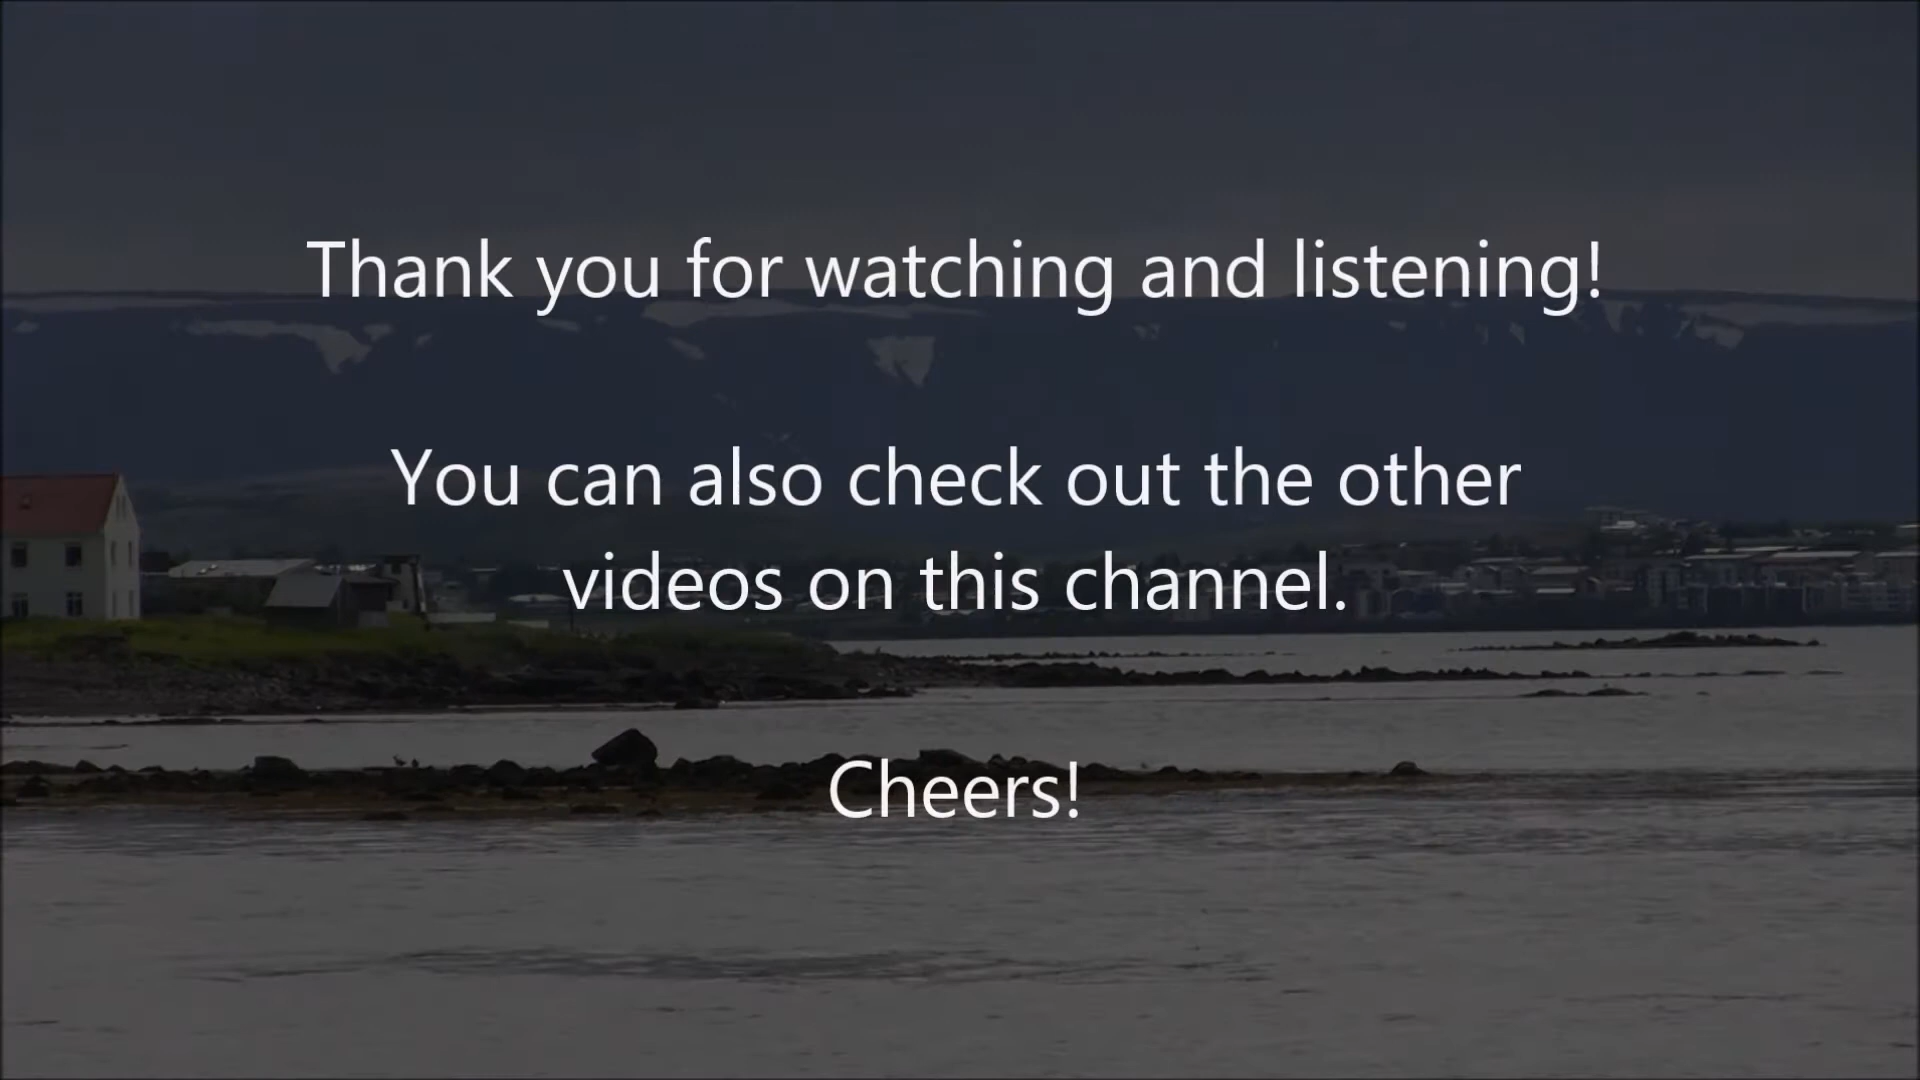 Thank you for watching and listening!
You can also check out the other
videos on this channel.
Cheers!